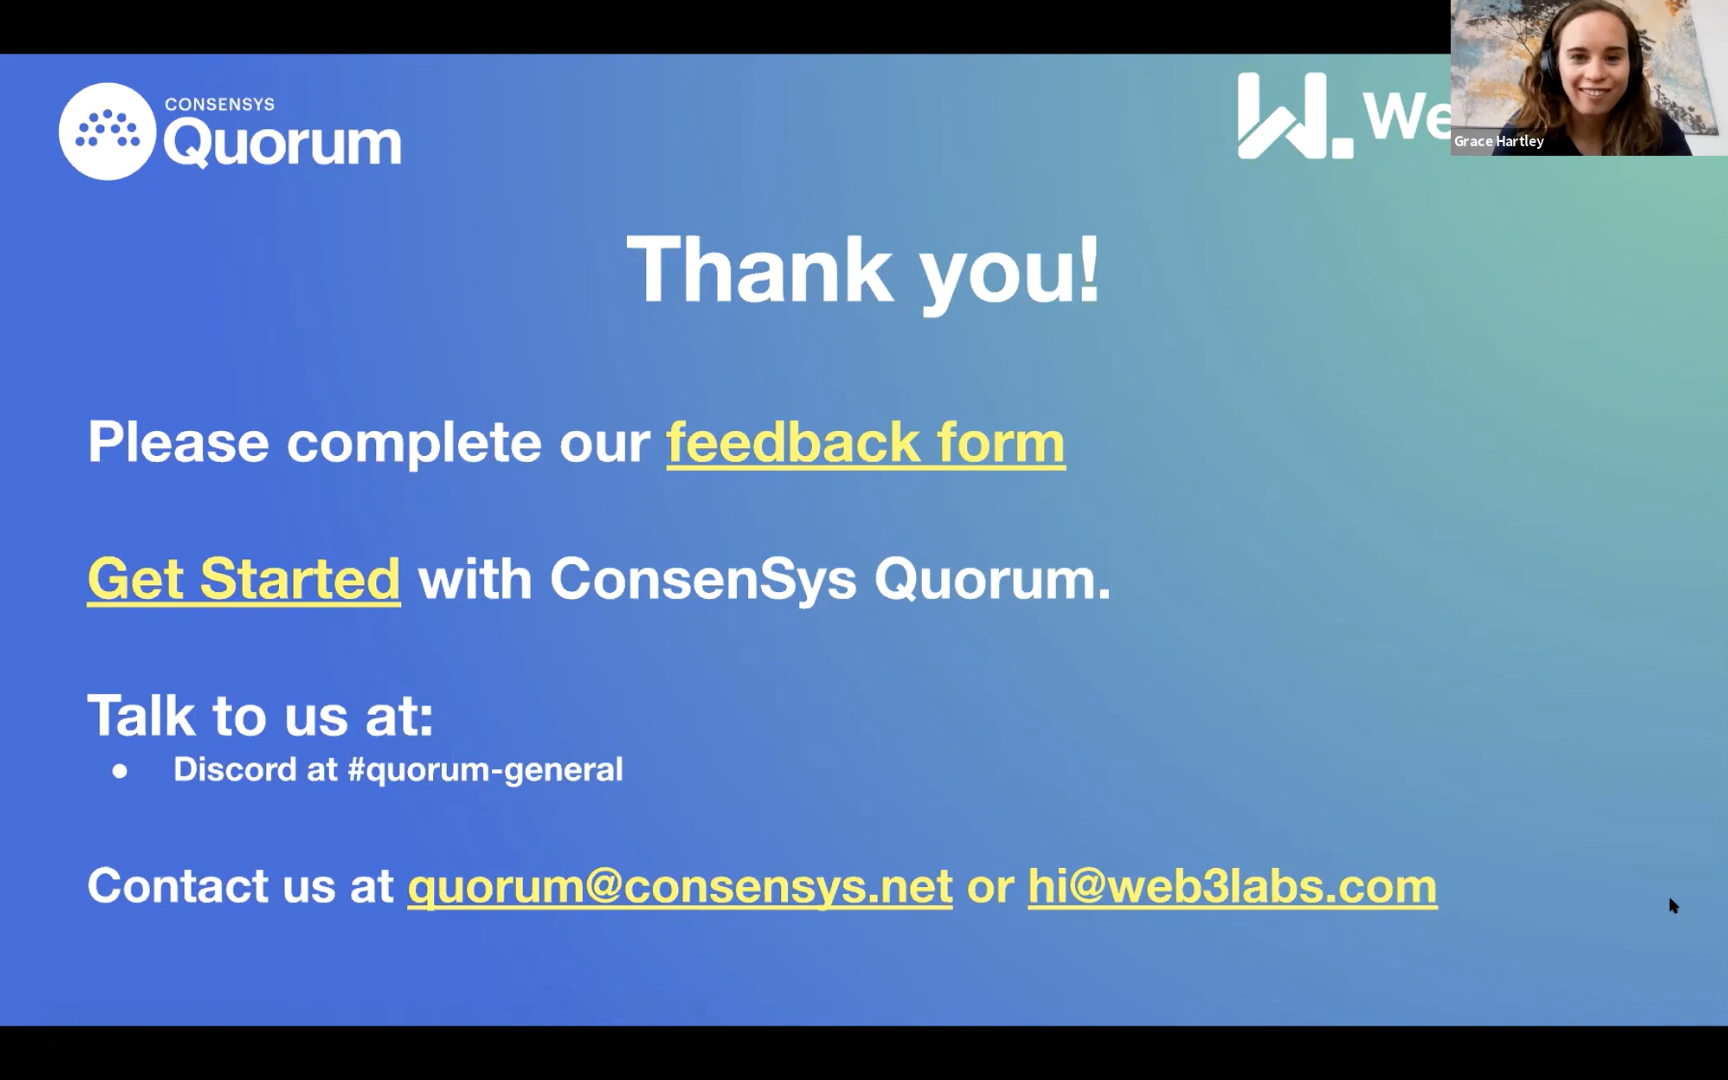 CONSENSYS
Quorum
We
Grace Hartley
Thank you!
Please complete our feedback form
Get Started with ConsenSys Quorum.
Talk to us at:
● Discord at #quorum-general
Contact us at quorum@consensys.net or hi@web3labs.com